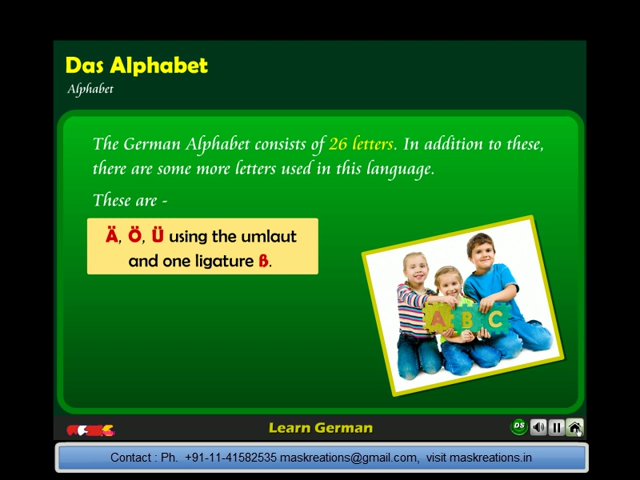 Das Alphabet
Alphabet
The German Alphabet consists of 26 letters. In addition to these,
there are some more letters used in this language.
These are -
Ä, Ö, Ü using the umlaut
and one ligature ß.
A B C
Learn German
DS
Contact : Ph. +91-11-41582535 maskreations@gmail.com, visit maskreations.in